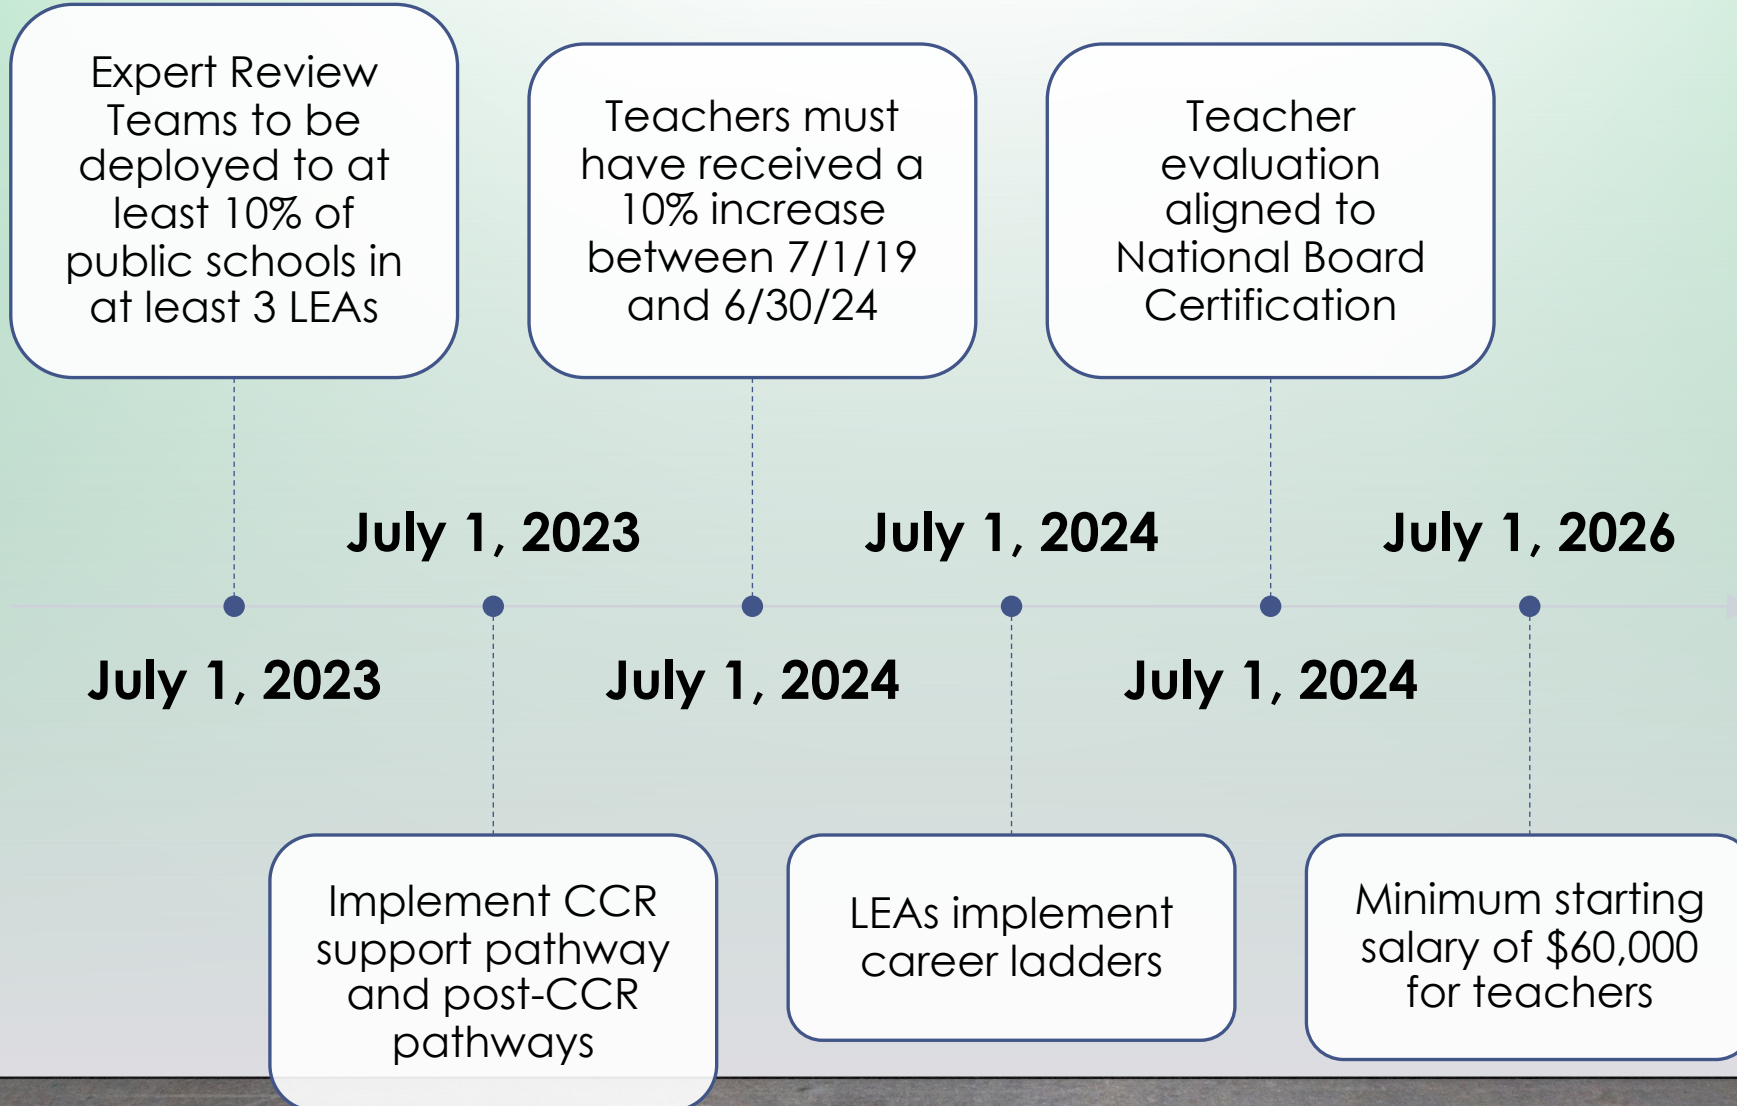 Expert Review
Teams to be
deployed to at
least 10% of
public schools in
at least 3 LEAs
Teachers must
have received a
10% increase
between 7/1/19
and 6/30/24
Teacher
evaluation
aligned to
National Board
Certification
July 1, 2023
July 1, 2024
July 1, 2026
July 1, 2023
July 1, 2024
July 1, 2024
Implement CCR
support pathway
and post-CCR
pathways
LEAs implement
career ladders
Minimum starting
salary of $60,000
for teachers